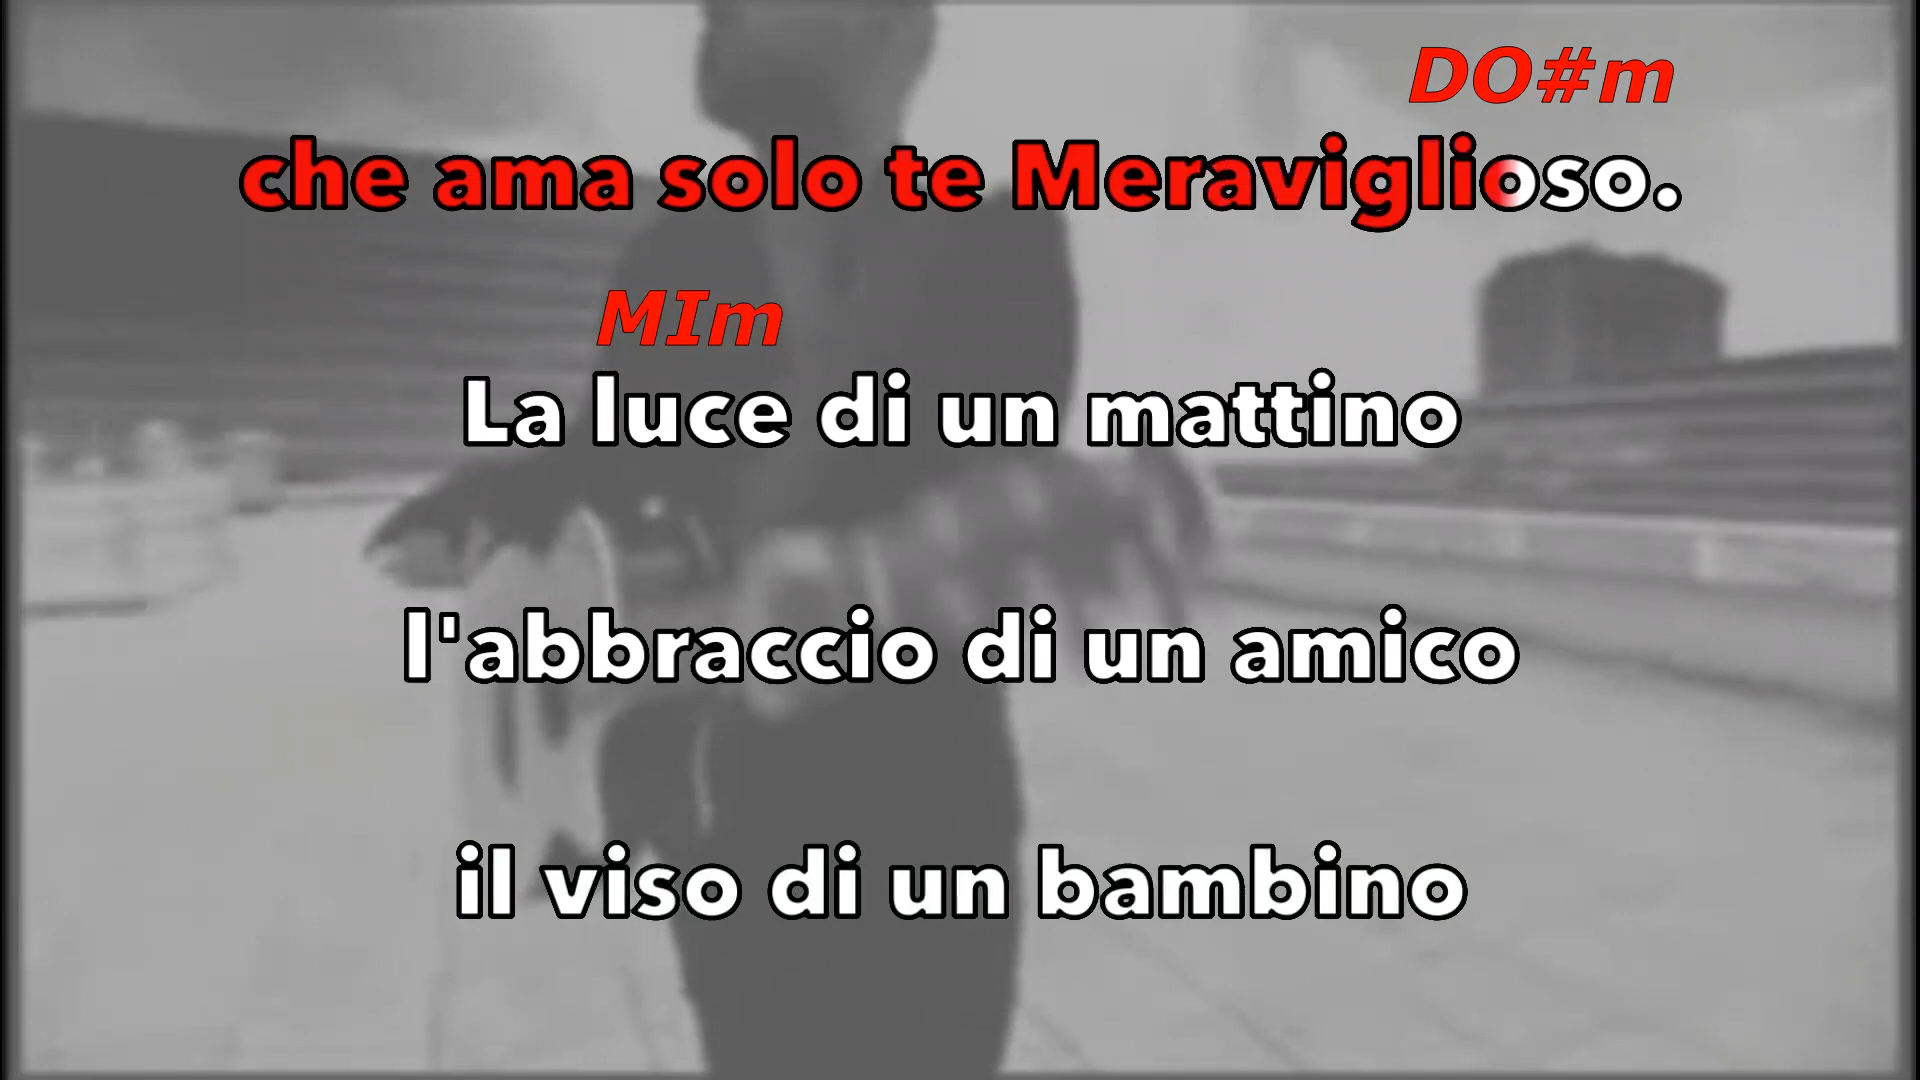 DO#m
che ama solo te Meraviglioso.
MIm
La luce di un mattino
l'abbraccio di un amico
il viso di un bambino